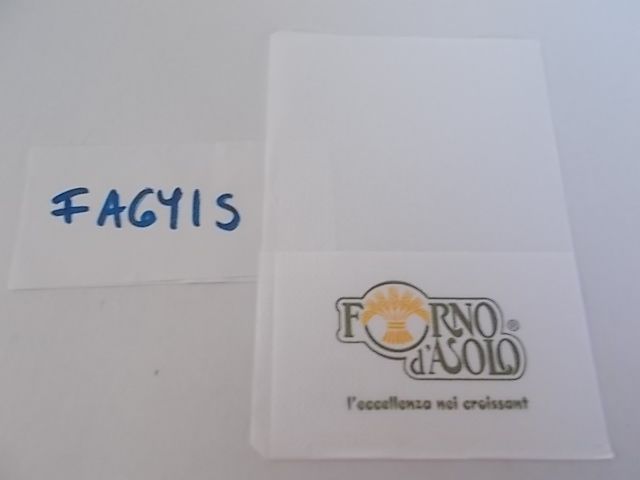 FAGYIS
FORNO®
d'ASOLO
l'eccellenza nei croissant